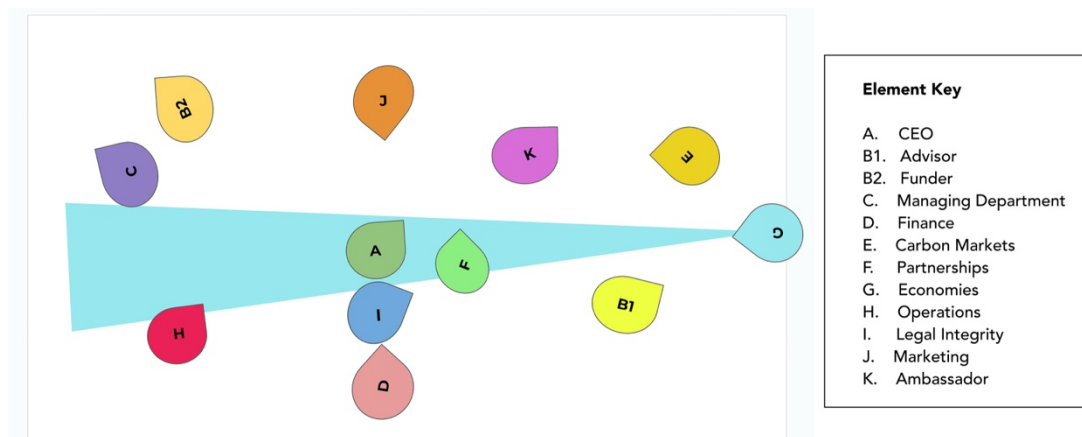 B2
J
C
K
E
G
A
F
I
B1
H
D
Element Key
A. CEO
B1. Advisor
B2. Funder
C. Managing Department
D. Finance
E. Carbon Markets
F. Partnerships
G. Economies
H. Operations
I. Legal Integrity
J. Marketing
K. Ambassador